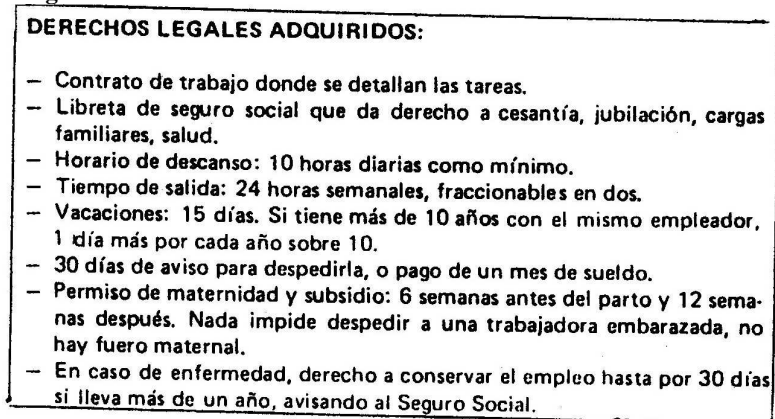 DERECHOS LEGALES ADQUIRIDOS:
— Contrato de trabajo donde se detallan las tareas.
— Libreta de seguro social que da derecho a cesantía, jubilación, cargas
familiares, salud.
— Horario de descanso: 10 horas diarias como mínimo.
— Tiempo de salida: 24 horas semanales, fraccionables en dos.
— Vacaciones: 15 días. Si tiene más de 10 años con el mismo empleador,
1 día más por cada año sobre 10.
— 30 días de aviso para despedirla, o pago de un mes de sueldo.
— Permiso de maternidad y subsidio: 6 semanas antes del parto y 12 sema-
nas después. Nada impide despedir a una trabajadora embarazada, no
hay fuero maternal.
— En caso de enfermedad, derecho a conservar el empleo hasta por 30 días
si lleva más de un año, avisando al Seguro Social.